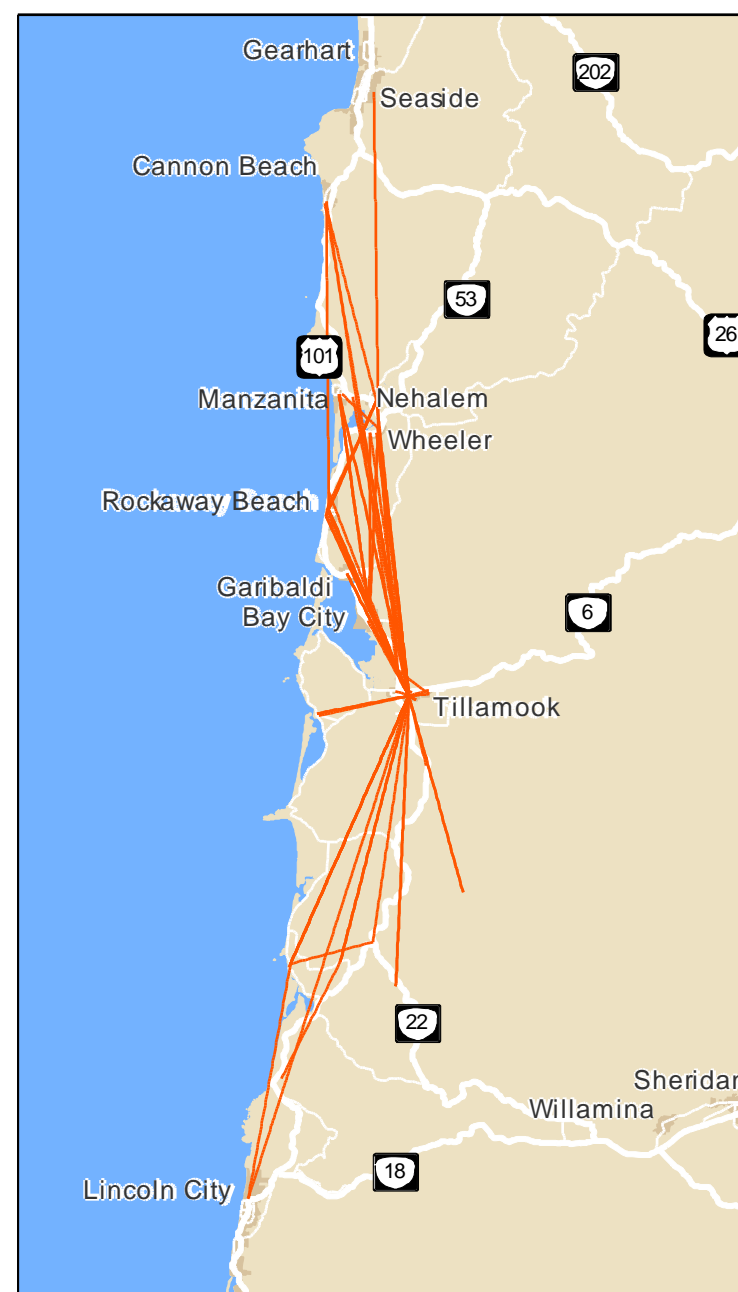 Gearhart
202
Seaside
Cannon Beach
53
26
101
Manzanita
Nehalem
Wheeler
Rockaway Beach
Garibaldi
6
Bay City
Tillamook
22
Sheridan
Willamina
18
Lincoln City